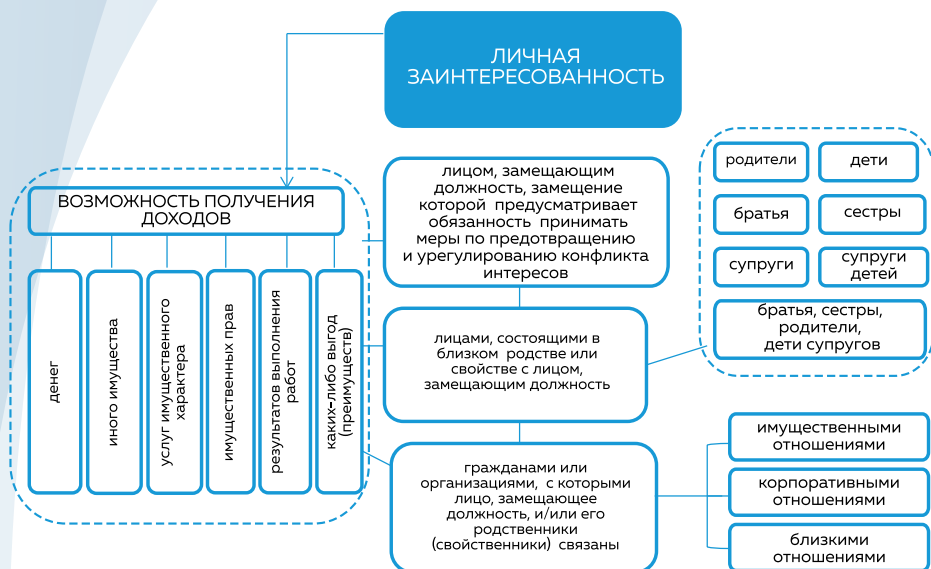 ЛИЧНАЯ
ЗАИНТЕРЕСОВАННОСТЬ
ВОЗМОЖНОСТЬ ПОЛУЧЕНИЯ
ДОХОДОВ
денег
иного имущества
услуг имущественного
характера
имущественных прав
результатов выполнения
работ
каких-либо выгод
(преимуществ)
лицом, замещающим
должность, замещение
которой предусматривает
обязанность принимать
меры по предотвращению
и урегулированию конфликта
интересов
лицами, состоящими в
близком родстве или
свойстве с лицом,
замещающим должность
гражданами или
организациями, с которыми
лицо, замещающее
должность, и/или его
родственники
(свойственники) связаны
родители
дети
братья
сестры
супруги
супруги
детей
братья, сестры,
родители,
дети супругов
имущественными
отношениями
корпоративными
отношениями
близкими
отношениями